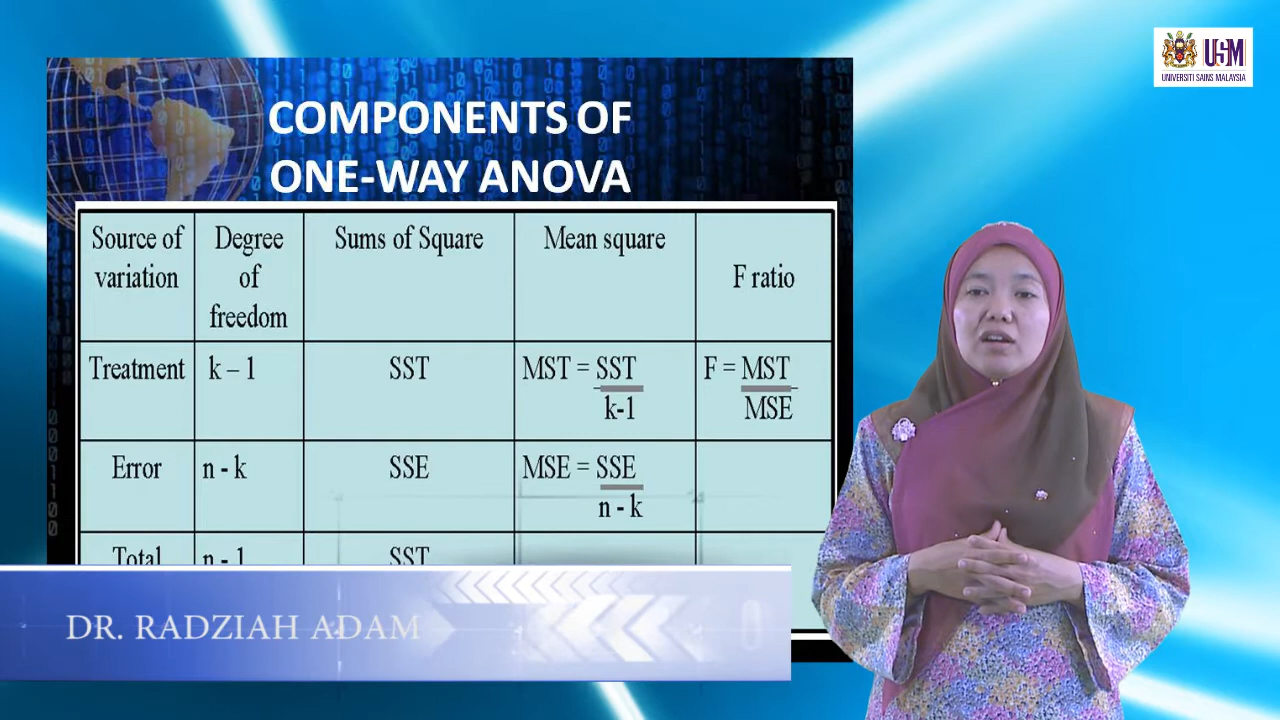 USM
UNIVERSITI SAINS MALAYSIA
COMPONENTS OF
ONE-WAY ANOVA
Source of variation
Degree of freedom
Sums of Square
Mean square
F ratio
Treatment
k – 1
SST
MST = SST
k-1
F = MST
MSE
Error
n - k
SSE
MSE = SSE
n - k
Total
n - 1
SST
DR. RADZIAH ADAM